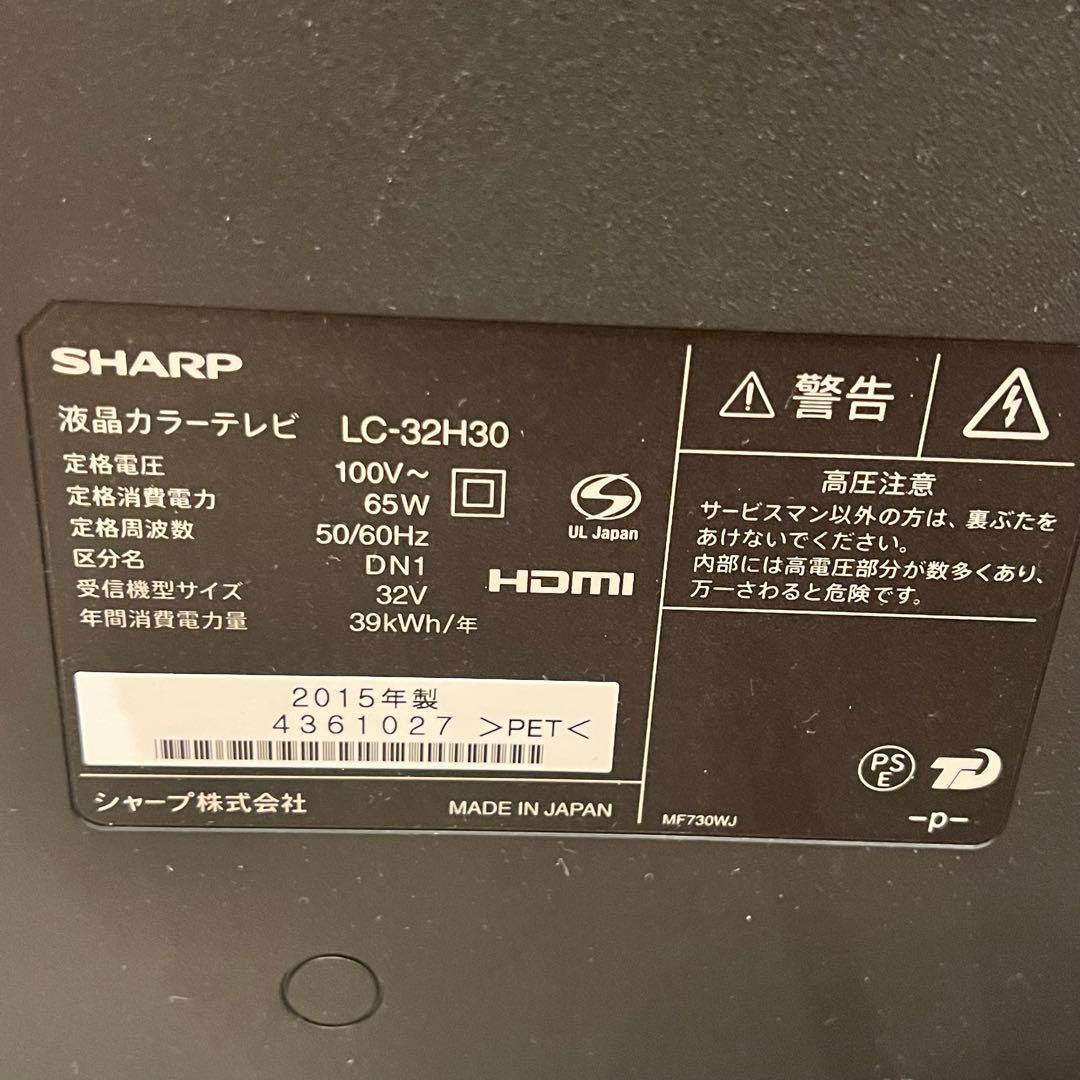 SHARP
液晶カラーテレビ LC-32H30
定格電圧 100V～
定格消費電力 65W
定格周波数 50/60Hz
区分名 DN1
受信機型サイズ 32V
年間消費電力量 39kWh/年
UL Japan
HDMI
2015年製
4361027 >PET<
シャープ株式会社 MADE IN JAPAN
警告
高圧注意
サービスマン以外の方は、裏ぶたを
あけないでください。
内部には高電圧部分が数多くあり、
万一さわると危険です。
PSE
MF730WJ
-p-